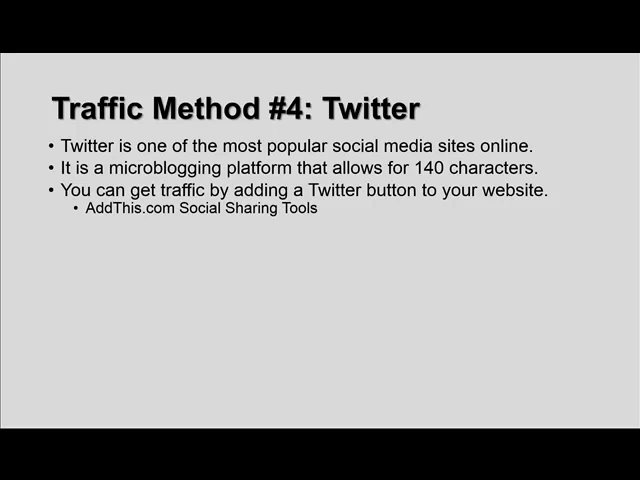 Traffic Method #4: Twitter
• Twitter is one of the most popular social media sites online.
• It is a microblogging platform that allows for 140 characters.
• You can get traffic by adding a Twitter button to your website.
• AddThis.com Social Sharing Tools